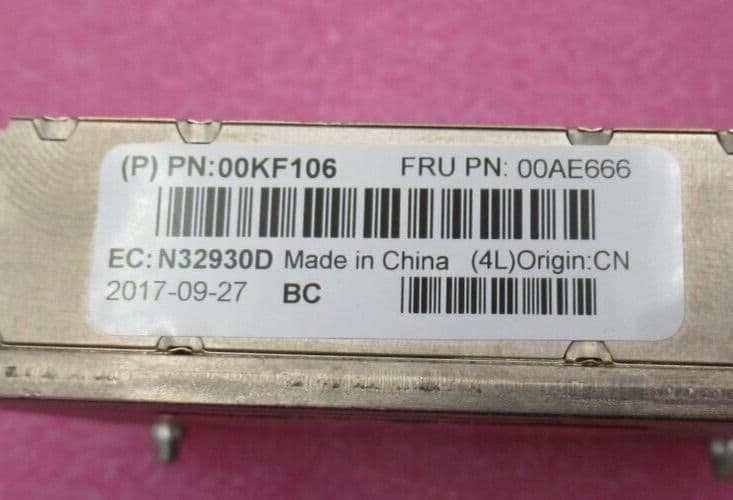 (P) PN:00KF106 FRU PN: 00AE666
EC: N32930D Made in China (4L)Origin:CN
2017-09-27 BC